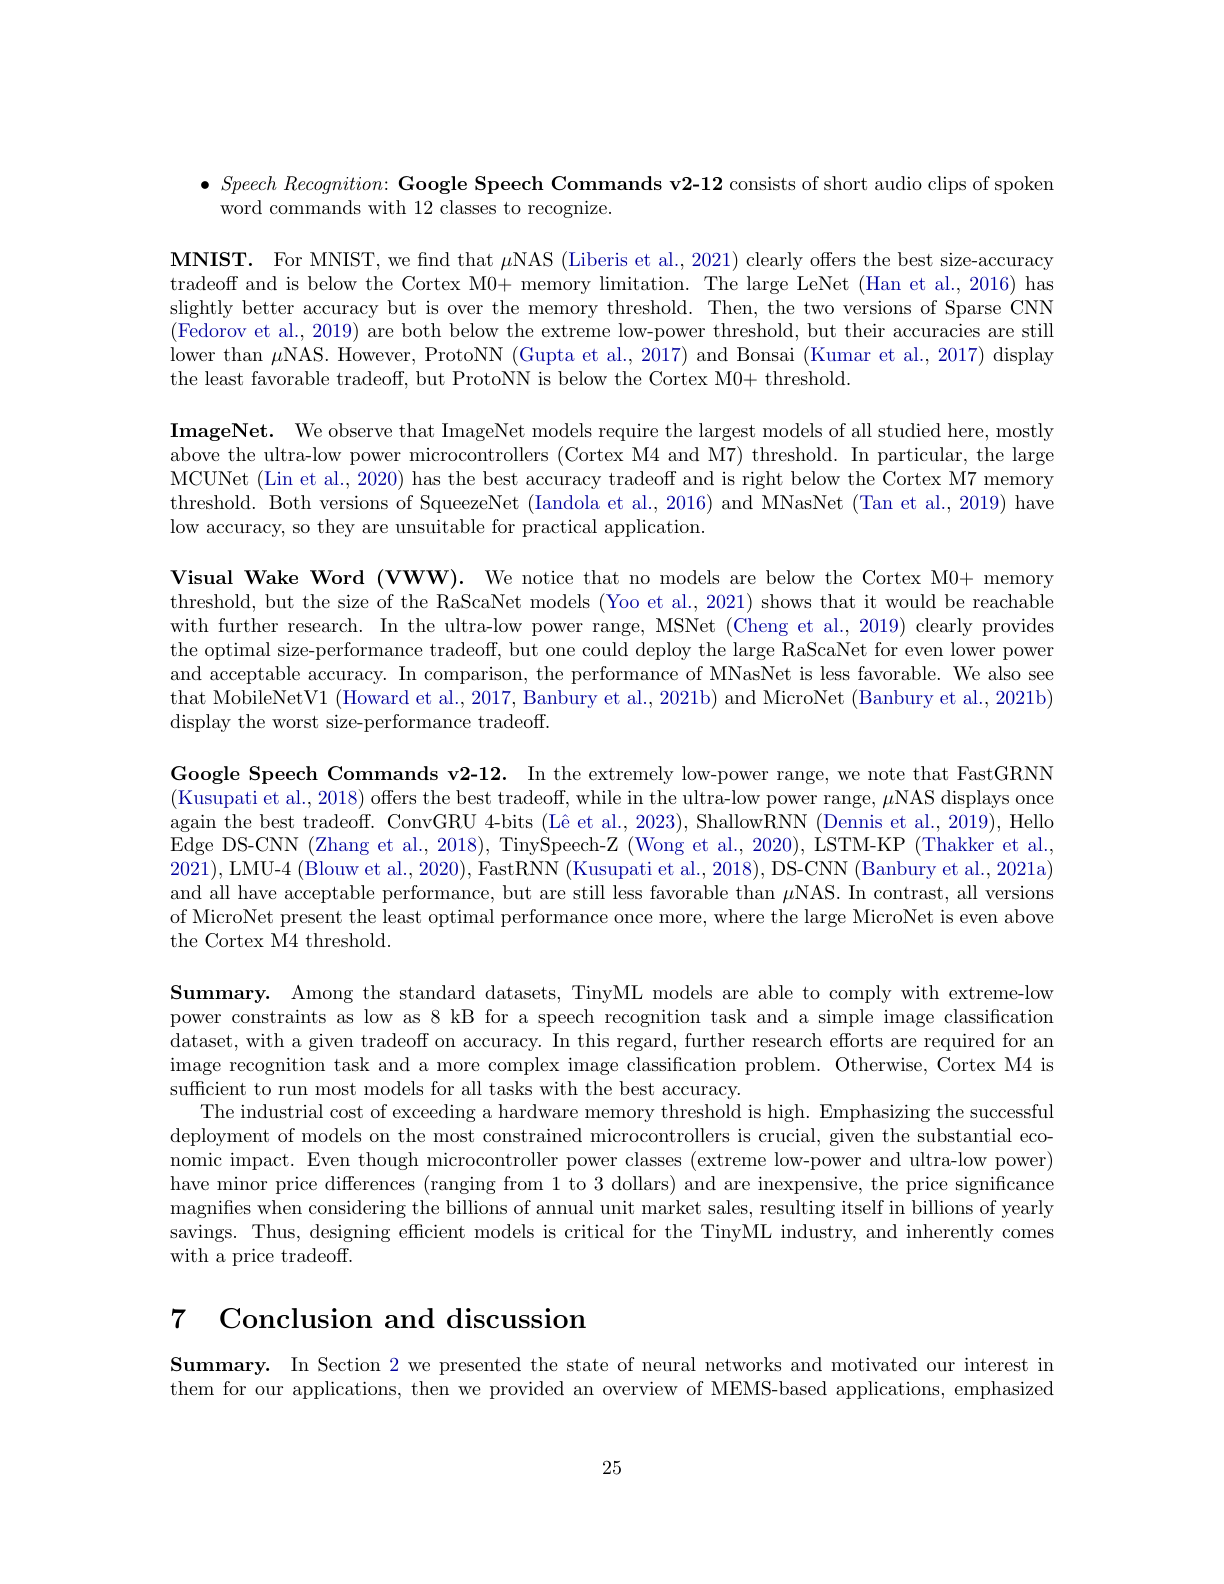 • Speech Recognition: Google Speech Commands v2-12 consists of short audio clips of spoken
word commands with 12 classes to recognize.
MNIST. For MNIST, we find that μNAS (Liberis et al., 2021) clearly offers the best size-accuracy
tradeoff and is below the Cortex M0+ memory limitation. The large LeNet (Han et al., 2016) has
slightly better accuracy but is over the memory threshold. Then, the two versions of Sparse CNN
(Fedorov et al., 2019) are both below the extreme low-power threshold, but their accuracies are still
lower than μNAS. However, ProtoNN (Gupta et al., 2017) and Bonsai (Kumar et al., 2017) display
the least favorable tradeoff, but ProtoNN is below the Cortex M0+ threshold.
ImageNet. We observe that ImageNet models require the largest models of all studied here, mostly
above the ultra-low power microcontrollers (Cortex M4 and M7) threshold. In particular, the large
MCUNet (Lin et al., 2020) has the best accuracy tradeoff and is right below the Cortex M7 memory
threshold. Both versions of SqueezeNet (Iandola et al., 2016) and MNasNet (Tan et al., 2019) have
low accuracy, so they are unsuitable for practical application.
Visual Wake Word (VWW). We notice that no models are below the Cortex M0+ memory
threshold, but the size of the RaScaNet models (Yoo et al., 2021) shows that it would be reachable
with further research. In the ultra-low power range, MSNet (Cheng et al., 2019) clearly provides
the optimal size-performance tradeoff, but one could deploy the large RaScaNet for even lower power
and acceptable accuracy. In comparison, the performance of MNasNet is less favorable. We also see
that MobileNetV1 (Howard et al., 2017, Banbury et al., 2021b) and MicroNet (Banbury et al., 2021b)
display the worst size-performance tradeoff.
Google Speech Commands v2-12. In the extremely low-power range, we note that FastGRNN
(Kusupati et al., 2018) offers the best tradeoff, while in the ultra-low power range, μNAS displays once
again the best tradeoff. ConvGRU 4-bits (Lê et al., 2023), ShallowRNN (Dennis et al., 2019), Hello
Edge DS-CNN (Zhang et al., 2018), TinySpeech-Z (Wong et al., 2020), LSTM-KP (Thakker et al.,
2021), LMU-4 (Blouw et al., 2020), FastRNN (Kusupati et al., 2018), DS-CNN (Banbury et al., 2021a)
and all have acceptable performance, but are still less favorable than μNAS. In contrast, all versions
of MicroNet present the least optimal performance once more, where the large MicroNet is even above
the Cortex M4 threshold.
Summary. Among the standard datasets, TinyML models are able to comply with extreme-low
power constraints as low as 8 kB for a speech recognition task and a simple image classification
dataset, with a given tradeoff on accuracy. In this regard, further research efforts are required for an
image recognition task and a more complex image classification problem. Otherwise, Cortex M4 is
sufficient to run most models for all tasks with the best accuracy.
The industrial cost of exceeding a hardware memory threshold is high. Emphasizing the successful
deployment of models on the most constrained microcontrollers is crucial, given the substantial eco-
nomic impact. Even though microcontroller power classes (extreme low-power and ultra-low power)
have minor price differences (ranging from 1 to 3 dollars) and are inexpensive, the price significance
magnifies when considering the billions of annual unit market sales, resulting itself in billions of yearly
savings. Thus, designing efficient models is critical for the TinyML industry, and inherently comes
with a price tradeoff.
7 Conclusion and discussion
Summary. In Section 2 we presented the state of neural networks and motivated our interest in
them for our applications, then we provided an overview of MEMS-based applications, emphasized
25